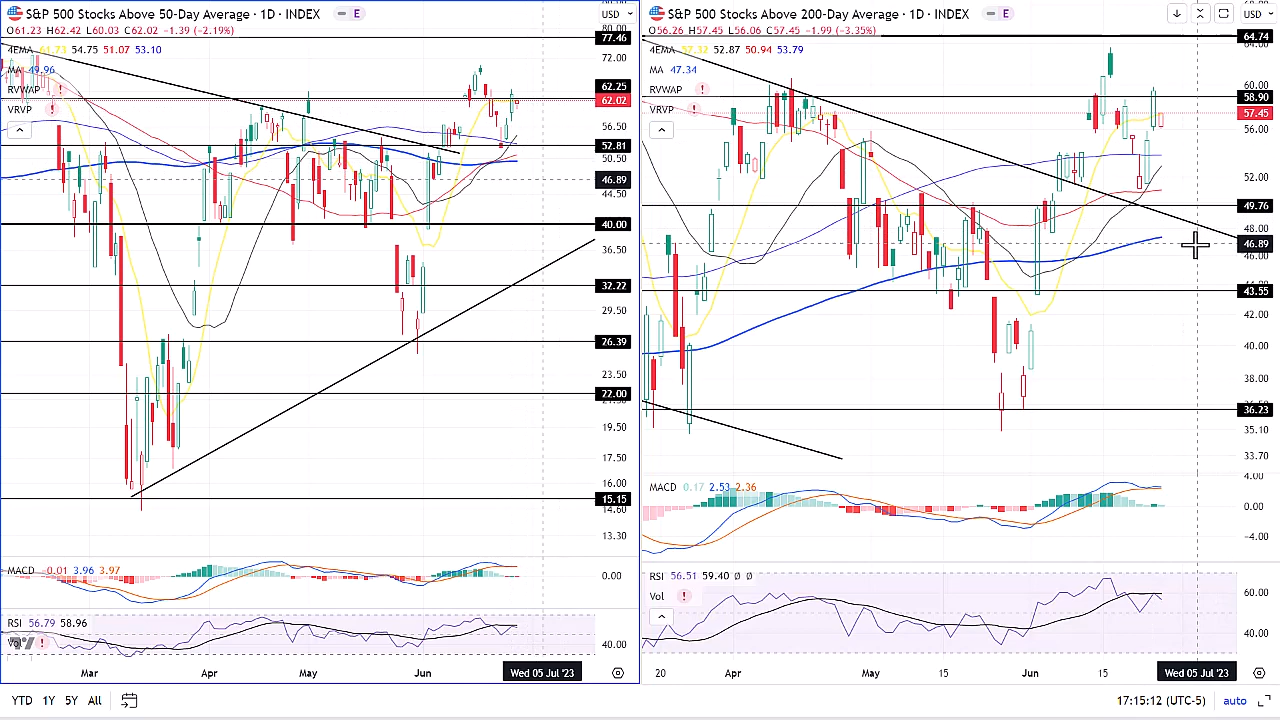 S&P 500 Stocks Above 50-Day Average · 1D · INDEX E
USD
O61.23 H62.42 L60.03 C62.02 −1.39 (−2.19%)
4EMA 61.73 54.75 51.07 53.10
MA 49.96
RVWAP !
VRVP !
77.46
72.00
62.25
62.02
56.50
52.81
50.50
46.89
44.50
40.00
36.50
32.22
29.50
26.39
23.50
22.00
19.50
17.50
16.00
15.15
14.60
13.30
MACD −0.01 3.96 3.97
0.00
RSI 56.79 58.96
40.00
Mar Apr May Jun Wed 05 Jul '23
S&P 500 Stocks Above 200-Day Average · 1D · INDEX E
USD
O56.26 H57.45 L56.06 C57.45 −1.99 (−3.35%)
4EMA 57.32 52.87 50.94 53.79
MA 47.34
RVWAP !
VRVP !
64.74
64.00
60.00
58.90
57.45
56.00
52.00
49.76
48.00
46.89
46.00
43.55
42.00
40.00
38.00
36.23
35.10
33.70
MACD 0.17 2.53 2.36
4.00
0.00
−4.00
RSI 56.51 59.40 Ø Ø
Vol !
60.00
40.00
20 Apr May 15 Jun 15 Wed 05 Jul '23
YTD 1Y 5Y All
17:15:12 (UTC-5) auto